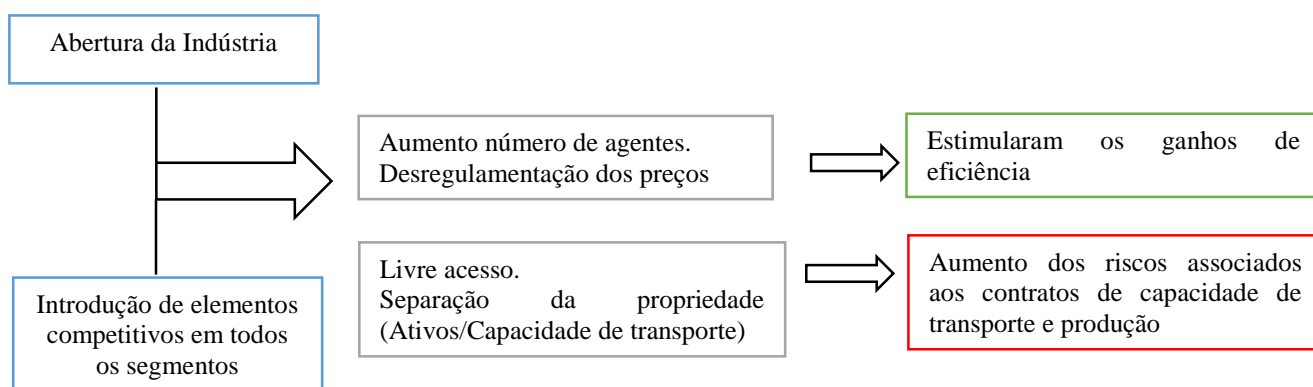 Abertura da Indústria
Aumento número de agentes.
Desregulamentação dos preços
Estimularam os ganhos de
eficiência
Livre acesso.
Separação da propriedade
(Ativos/Capacidade de transporte)
Aumento dos riscos associados
aos contratos de capacidade de
transporte e produção
Introdução de elementos
competitivos em todos
os segmentos